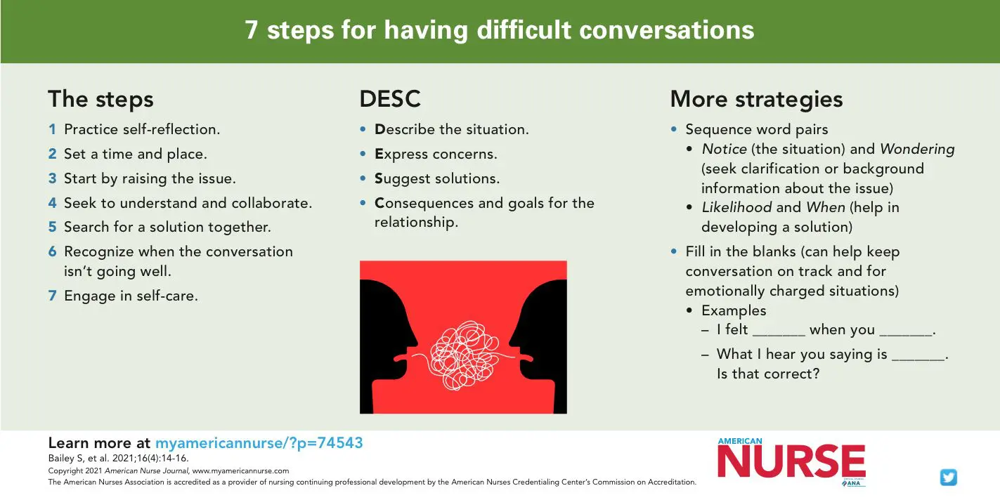 7 steps for having difficult conversations
The steps
1 Practice self-reflection.
2 Set a time and place.
3 Start by raising the issue.
4 Seek to understand and collaborate.
5 Search for a solution together.
6 Recognize when the conversation
isn’t going well.
7 Engage in self-care.
DESC
• Describe the situation.
• Express concerns.
• Suggest solutions.
• Consequences and goals for the
relationship.
More strategies
• Sequence word pairs
• Notice (the situation) and Wondering
(seek clarification or background
information about the issue)
• Likelihood and When (help in
developing a solution)
• Fill in the blanks (can help keep
conversation on track and for
emotionally charged situations)
• Examples
– I felt _______ when you _______.
– What I hear you saying is _______.
Is that correct?
Learn more at myamericannurse/?p=74543
Bailey S, et al. 2021;16(4):14-16.
Copyright 2021 American Nurse Journal, www.myamericannurse.com
The American Nurses Association is accredited as a provider of nursing continuing professional development by the American Nurses Credentialing Center’s Commission on Accreditation.
AMERICAN
NURSE
ANA